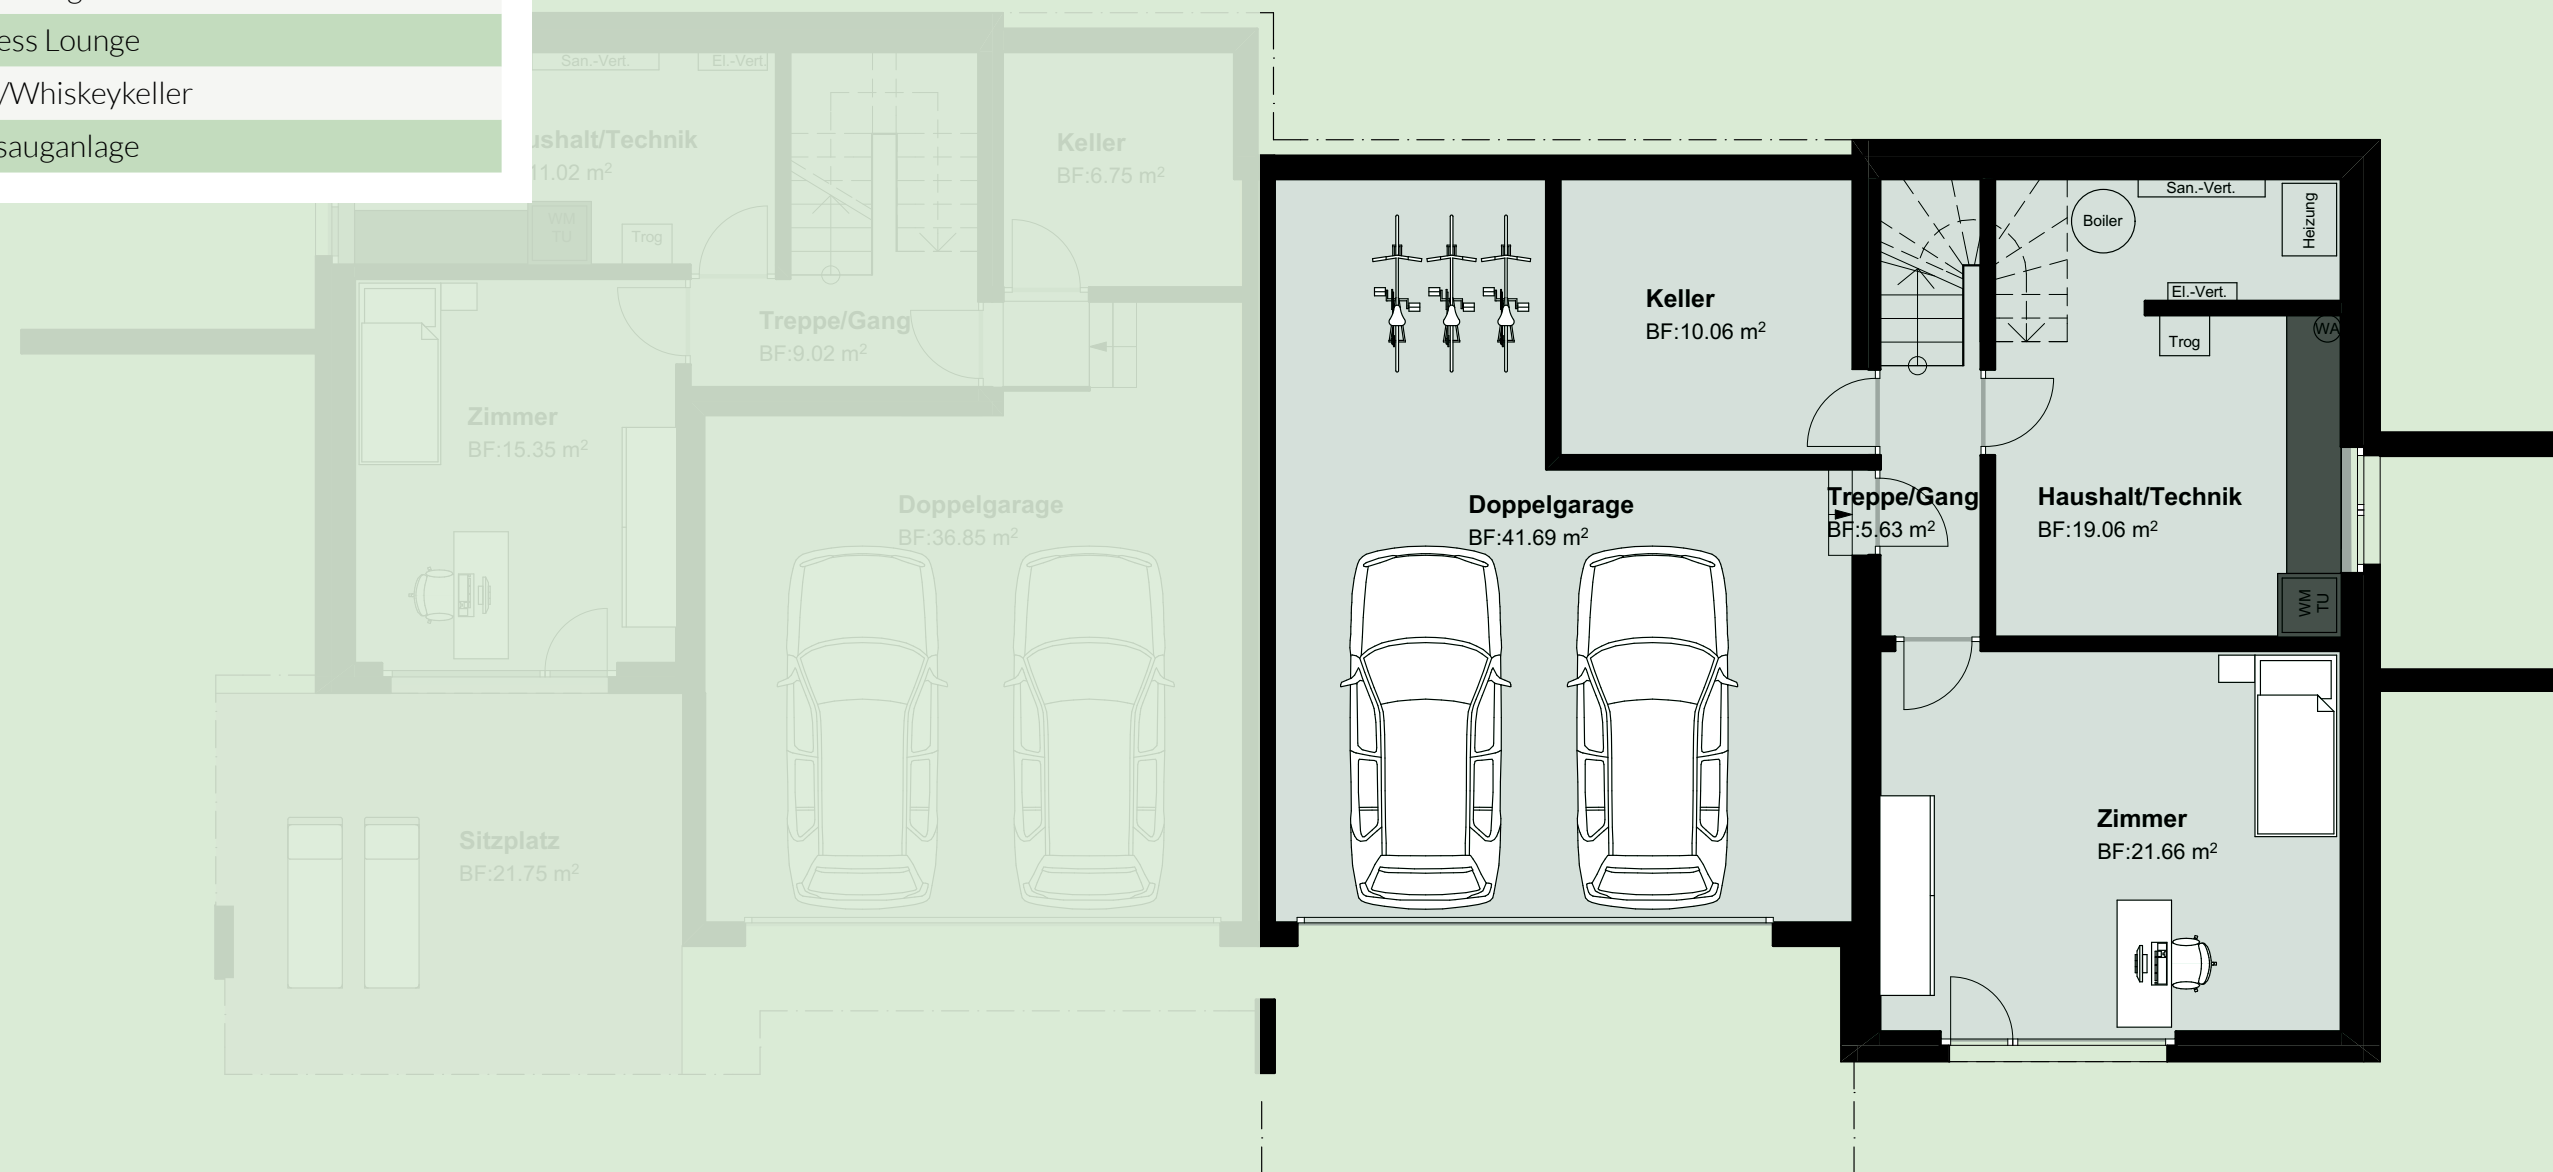 ess Lounge
/Whiskeykeller
sauganlage
San.-Vert.
El.-Vert.
ushalt/Technik
11.02 m²
WM
TU
Trog
Keller
BF:6.75 m²
Treppe/Gang
BF:9.02 m²
Zimmer
BF:15.35 m²
Doppelgarage
BF:36.85 m²
Sitzplatz
BF:21.75 m²
Keller
BF:10.06 m²
Doppelgarage
BF:41.69 m²
Treppe/Gang
BF:5.63 m²
San.-Vert.
Boiler
Heizung
El.-Vert.
Trog
WA
Haushalt/Technik
BF:19.06 m²
WM
TU
Zimmer
BF:21.66 m²